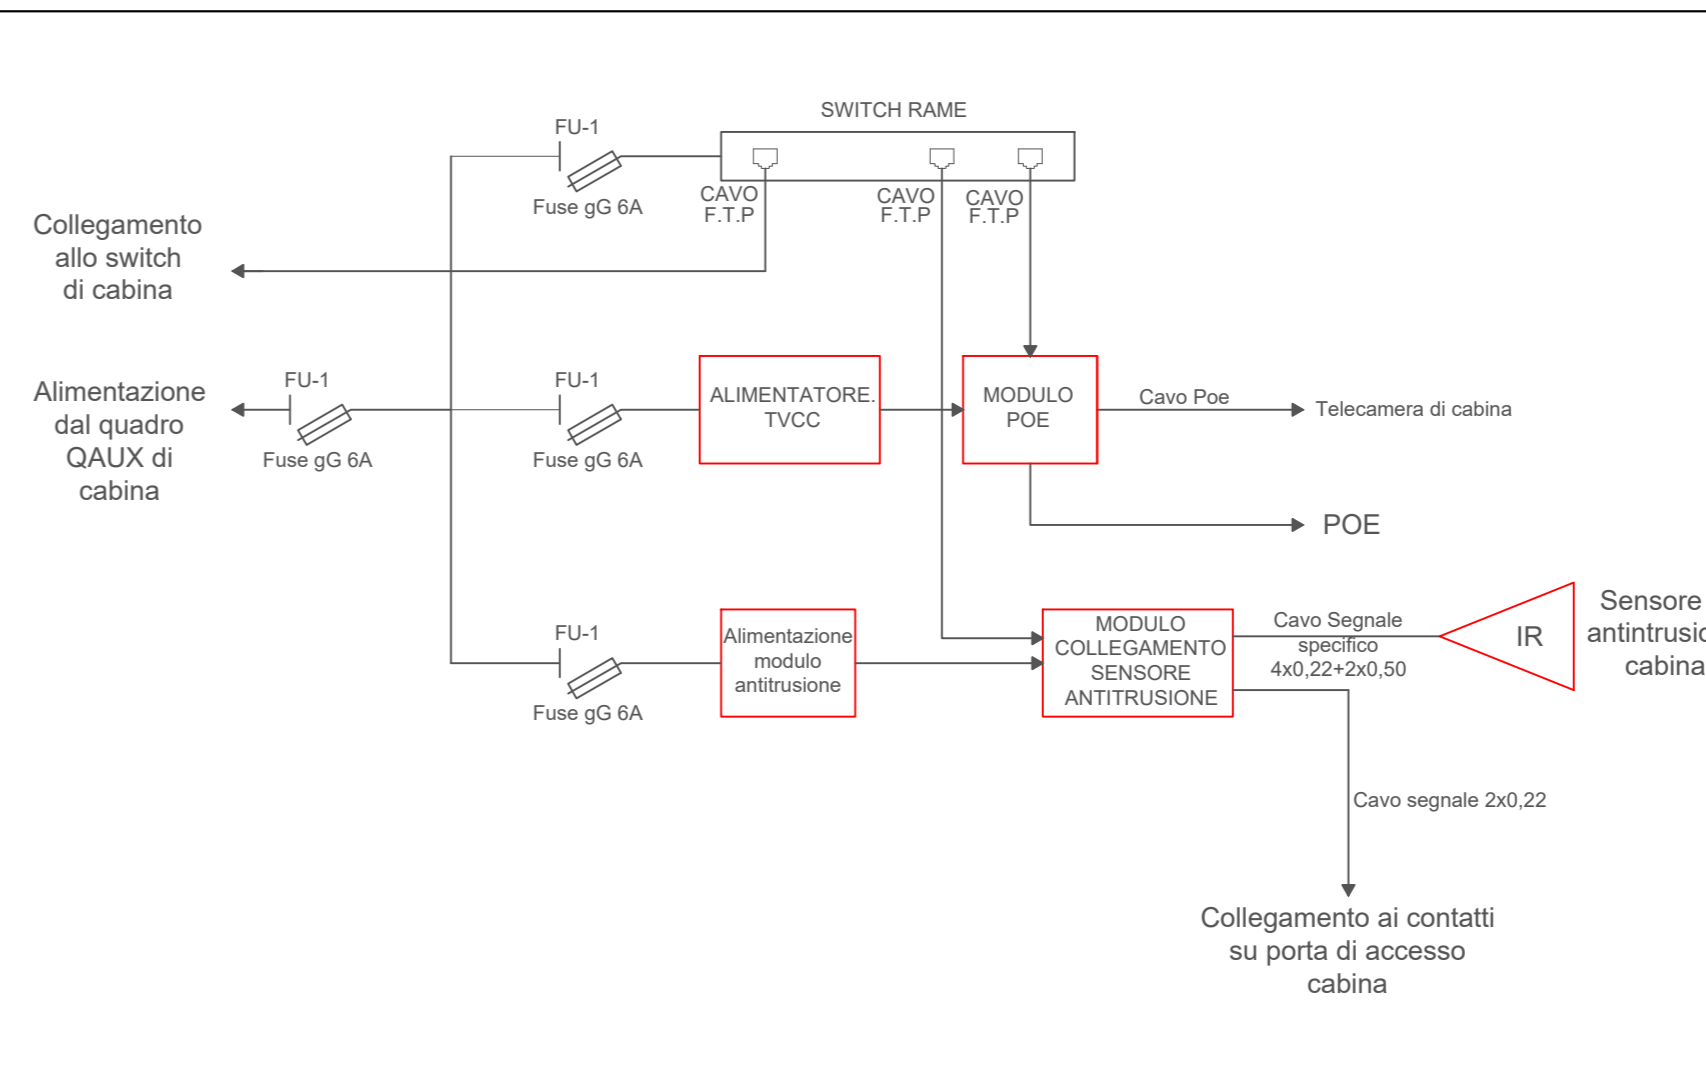 SWITCH RAME
FU-1
Fuse gG 6A
CAVO
F.T.P
CAVO
F.T.P
CAVO
F.T.P
Collegamento
allo switch
di cabina
Alimentazione
dal quadro
QAUX di
cabina
FU-1
Fuse gG 6A
FU-1
Fuse gG 6A
ALIMENTATORE.
TVCC
MODULO
POE
Cavo Poe
Telecamera di cabina
POE
FU-1
Fuse gG 6A
Alimentazione
modulo
antitrusione
MODULO
COLLEGAMENTO
SENSORE
ANTITRUSIONE
Cavo Segnale
specifico
4x0,22+2x0,50
IR
Sensore
antintrusio
cabina
Cavo segnale 2x0,22
Collegamento ai contatti
su porta di accesso
cabina